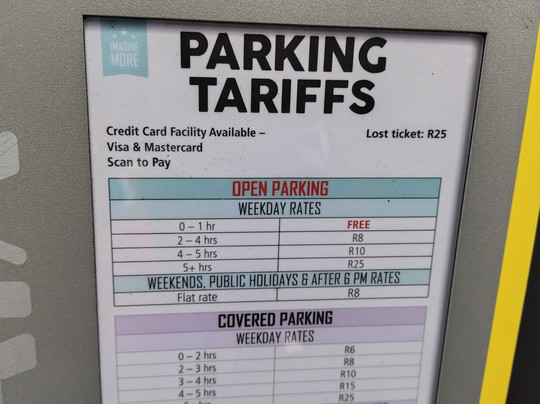 IMAGINE
MORE
PARKING
TARIFFS
Credit Card Facility Available –
Visa & Mastercard
Scan to Pay
Lost ticket: R25
OPEN PARKING
WEEKDAY RATES
0 – 1 hr FREE
2 – 4 hrs R8
4 – 5 hrs R10
5+ hrs R25
WEEKENDS, PUBLIC HOLIDAYS & AFTER 6 PM RATES
Flat rate R8
COVERED PARKING
WEEKDAY RATES
0 – 2 hrs R6
2 – 3 hrs R8
3 – 4 hrs R10
4 – 5 hrs R15
R25